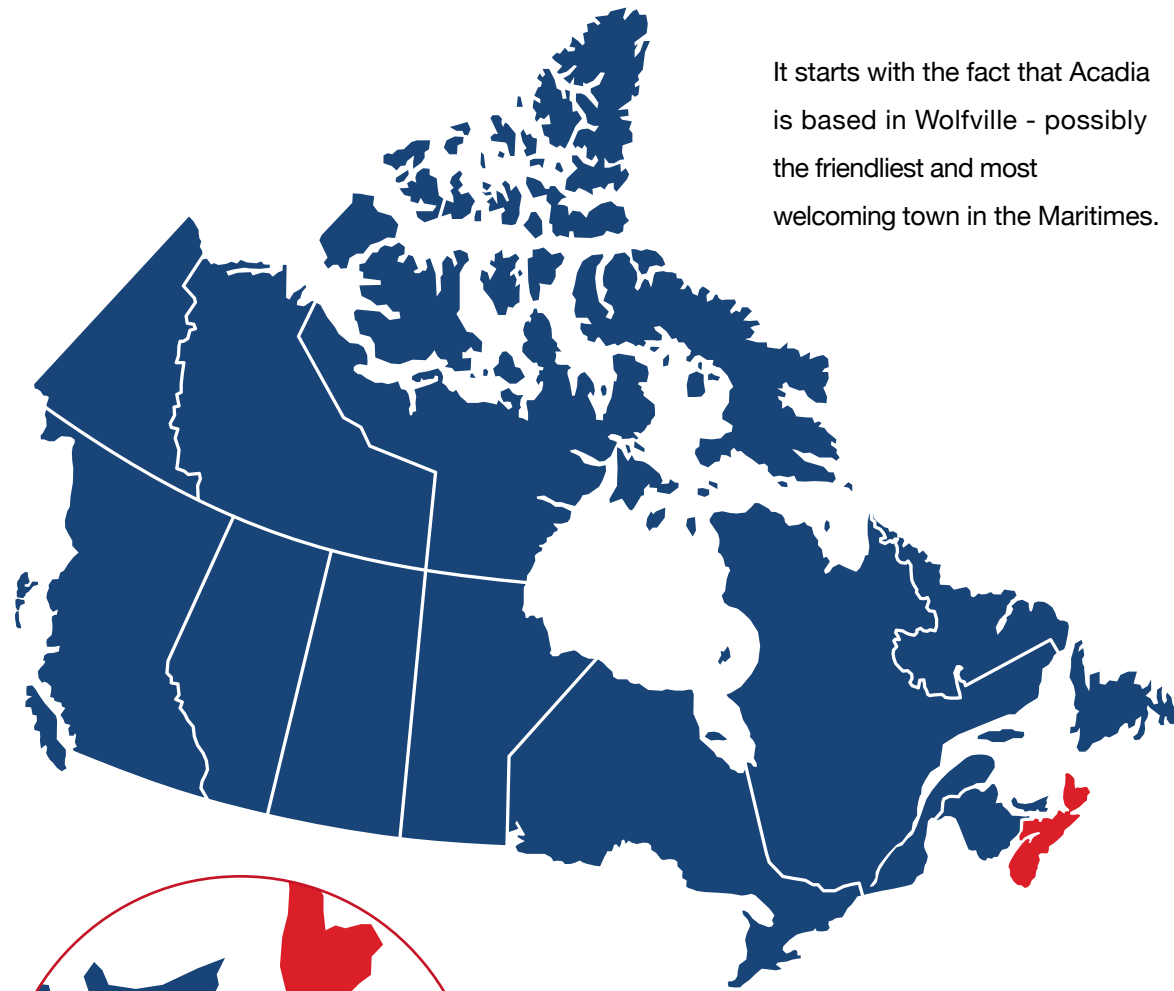 It starts with the fact that Acadia
is based in Wolfville - possibly
the friendliest and most
welcoming town in the Maritimes.